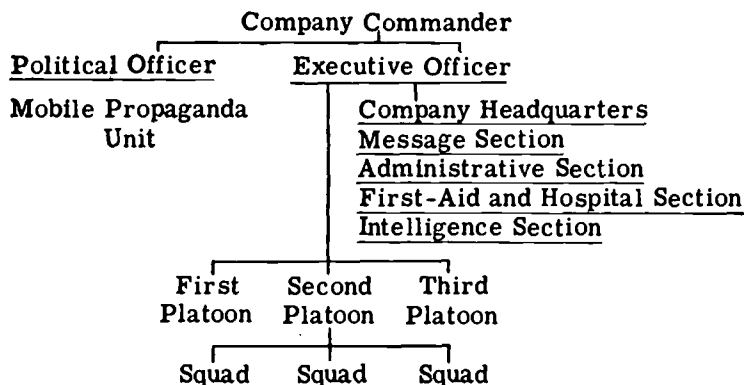 Company Commander
Political Officer
Executive Officer
Mobile Propaganda
Unit
Company Headquarters
Message Section
Administrative Section
First-Aid and Hospital Section
Intelligence Section
First Second Third
Platoon Platoon Platoon
Squad Squad Squad